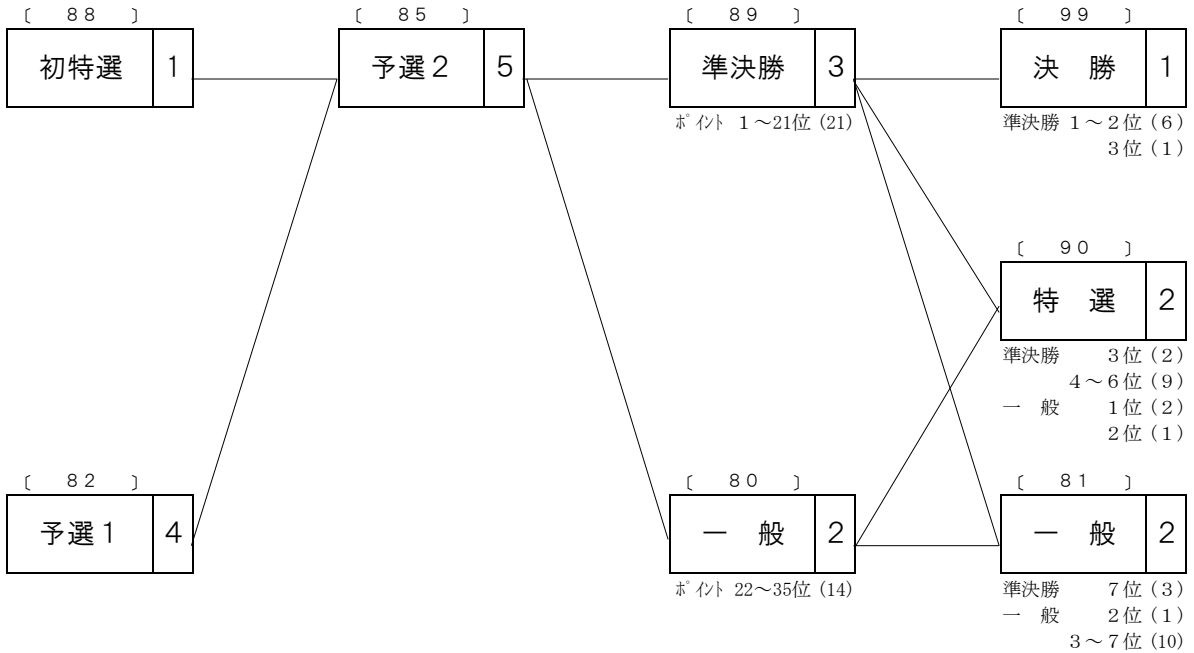 〔　８８　〕
初特選 1
〔　８５　〕
予選２ 5
〔　８９　〕
準決勝 3
ﾎﾟｲﾝﾄ １～21位 (21)
〔　９９　〕
決　勝 1
準決勝 １～２位 (６)
３位 (１)
〔　９０　〕
特　選 2
準決勝　３位 (２)
４～６位 (９)
一　般　１位 (２)
２位 (１)
〔　８２　〕
予選１ 4
〔　８０　〕
一　般 2
ﾎﾟｲﾝﾄ 22～35位 (14)
〔　８１　〕
一　般 2
準決勝　７位 (３)
一　般　２位 (１)
３～７位 (10)